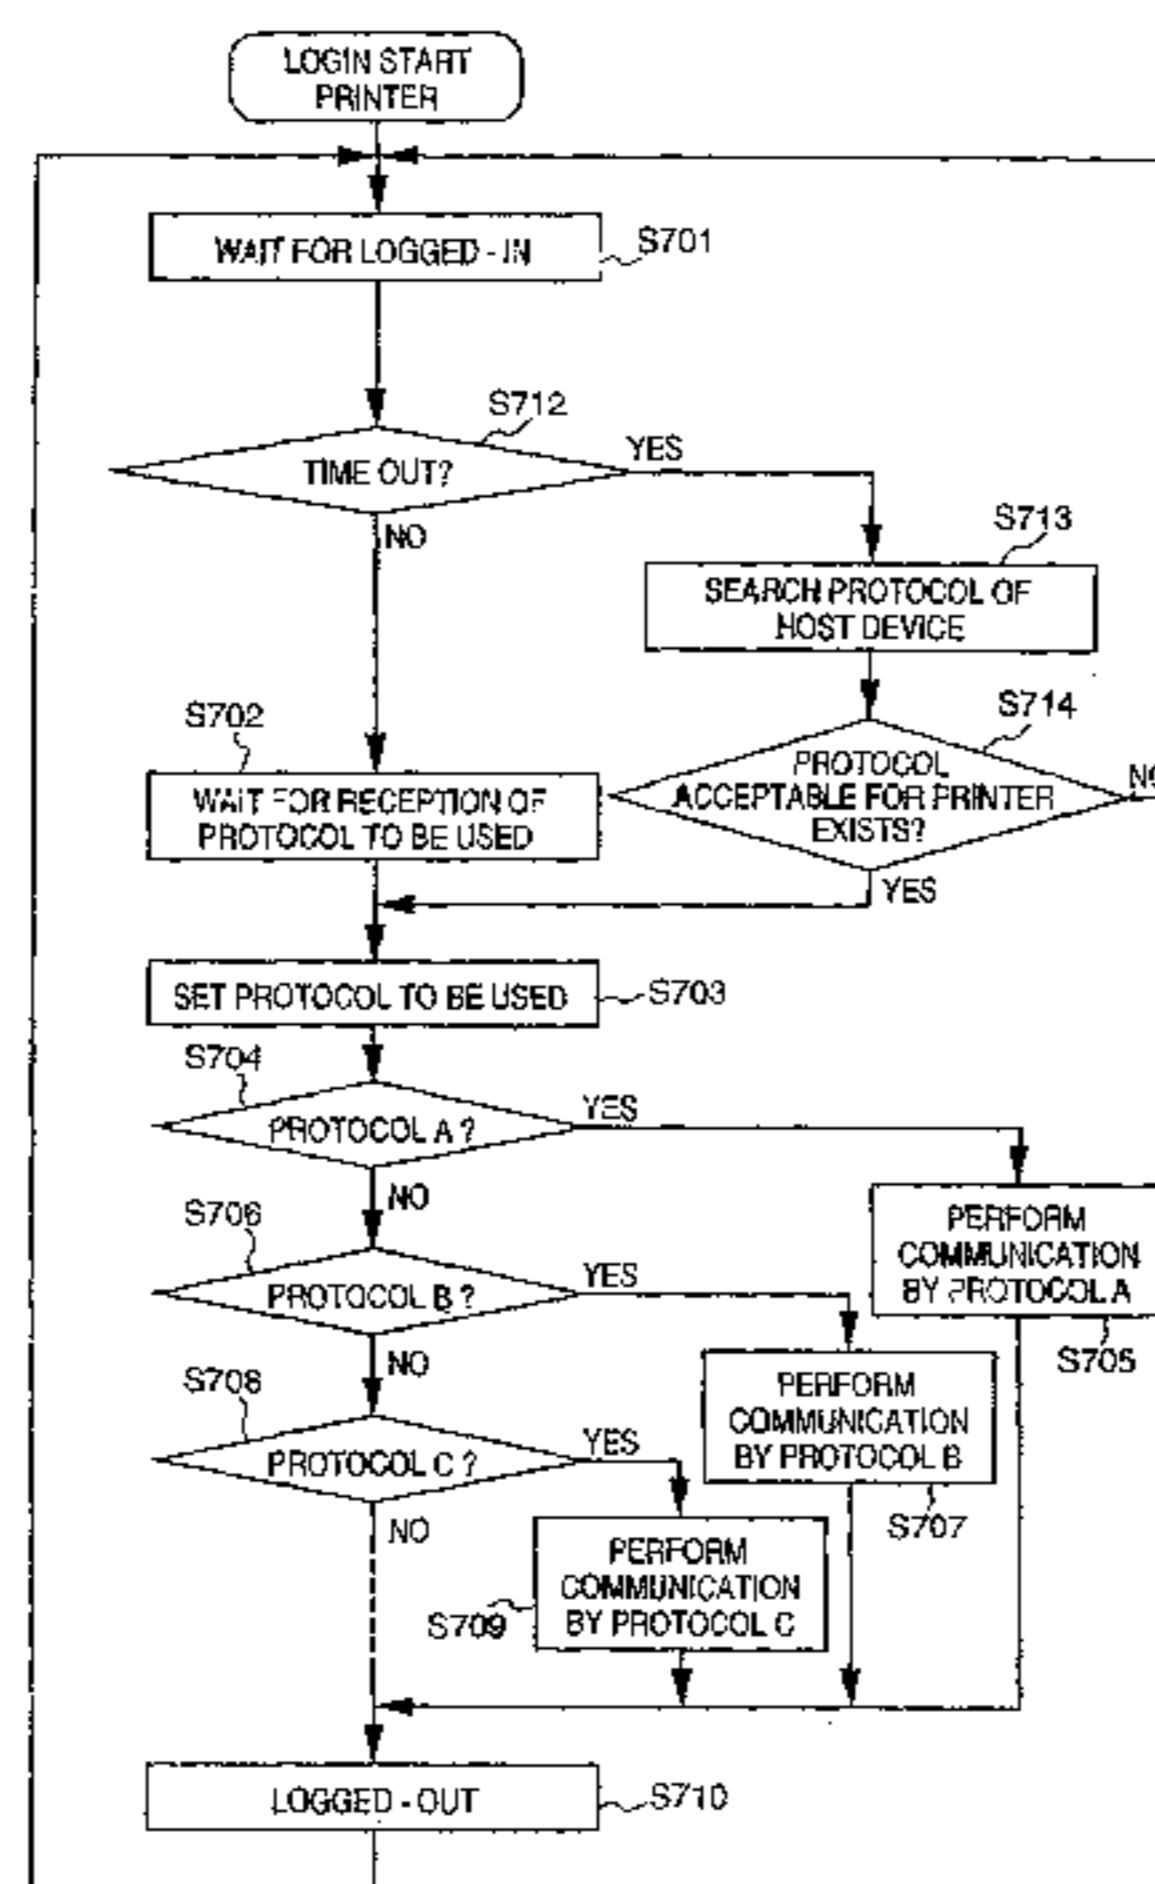 LOGIN START
PRINTER
WAIT FOR LOGGED - IN
S701
S712
TIME OUT?
YES
NO
S713
SEARCH PROTOCOL OF
HOST DEVICE
S714
PROTOCOL
ACCEPTABLE FOR PRINTER
EXISTS?
NO
YES
S702
WAIT FOR RECEPTION OF
PROTOCOL TO BE USED
SET PROTOCOL TO BE USED
S703
S704
PROTOCOL A ?
YES
NO
PERFORM
COMMUNICATION
BY PROTOCOL A
S705
S706
PROTOCOL B ?
YES
NO
PERFORM
COMMUNICATION
BY PROTOCOL B
S707
S708
PROTOCOL C ?
YES
NO
PERFORM
COMMUNICATION
BY PROTOCOL C
S709
LOGGED - OUT
S710